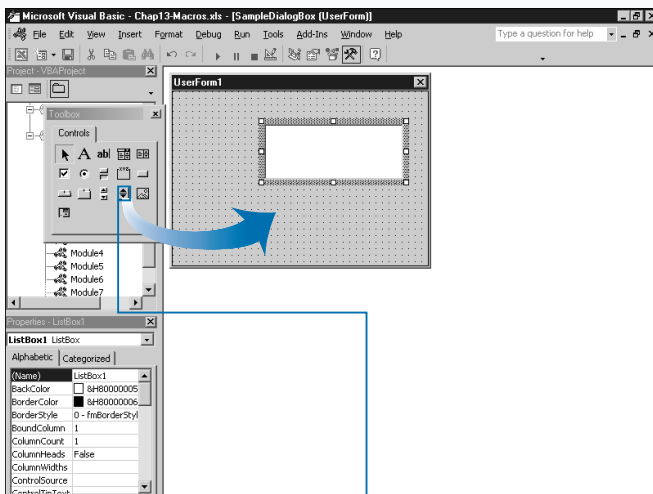 Microsoft Visual Basic - Chap13-Macros.xls - [SampleDialogBox (UserForm)]
File Edit View Insert Format Debug Run Tools Add-Ins Window Help
Type a question for help
Project - VBAProject
UserForm1
Toolbox
Controls
A abl
Module4
Module5
Module6
Module7
Properties - ListBox1
ListBox1 ListBox
Alphabetic Categorized
(Name) ListBox1
BackColor &H80000005
BorderColor &H80000006
BorderStyle 0 - fmBorderStyl
BoundColumn 1
ColumnCount 1
ColumnHeads False
ColumnWidths
ControlSource
ControlTipText